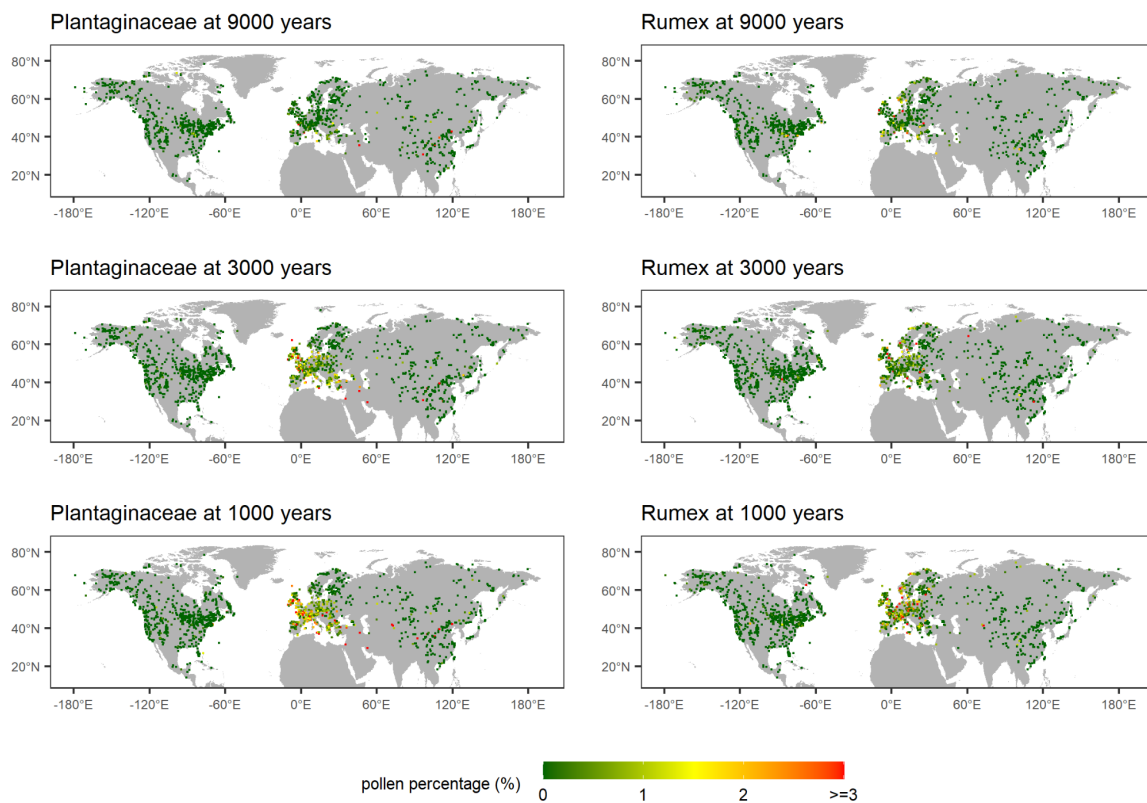 Plantaginaceae at 9000 years
Rumex at 9000 years
80°N
60°N
40°N
20°N
-180°E -120°E -60°E 0°E 60°E 120°E 180°E
80°N
60°N
40°N
20°N
-180°E -120°E -60°E 0°E 60°E 120°E 180°E
Plantaginaceae at 3000 years
Rumex at 3000 years
80°N
60°N
40°N
20°N
-180°E -120°E -60°E 0°E 60°E 120°E 180°E
80°N
60°N
40°N
20°N
-180°E -120°E -60°E 0°E 60°E 120°E 180°E
Plantaginaceae at 1000 years
Rumex at 1000 years
80°N
60°N
40°N
20°N
-180°E -120°E -60°E 0°E 60°E 120°E 180°E
80°N
60°N
40°N
20°N
-180°E -120°E -60°E 0°E 60°E 120°E 180°E
pollen percentage (%)
0 1 2 >=3